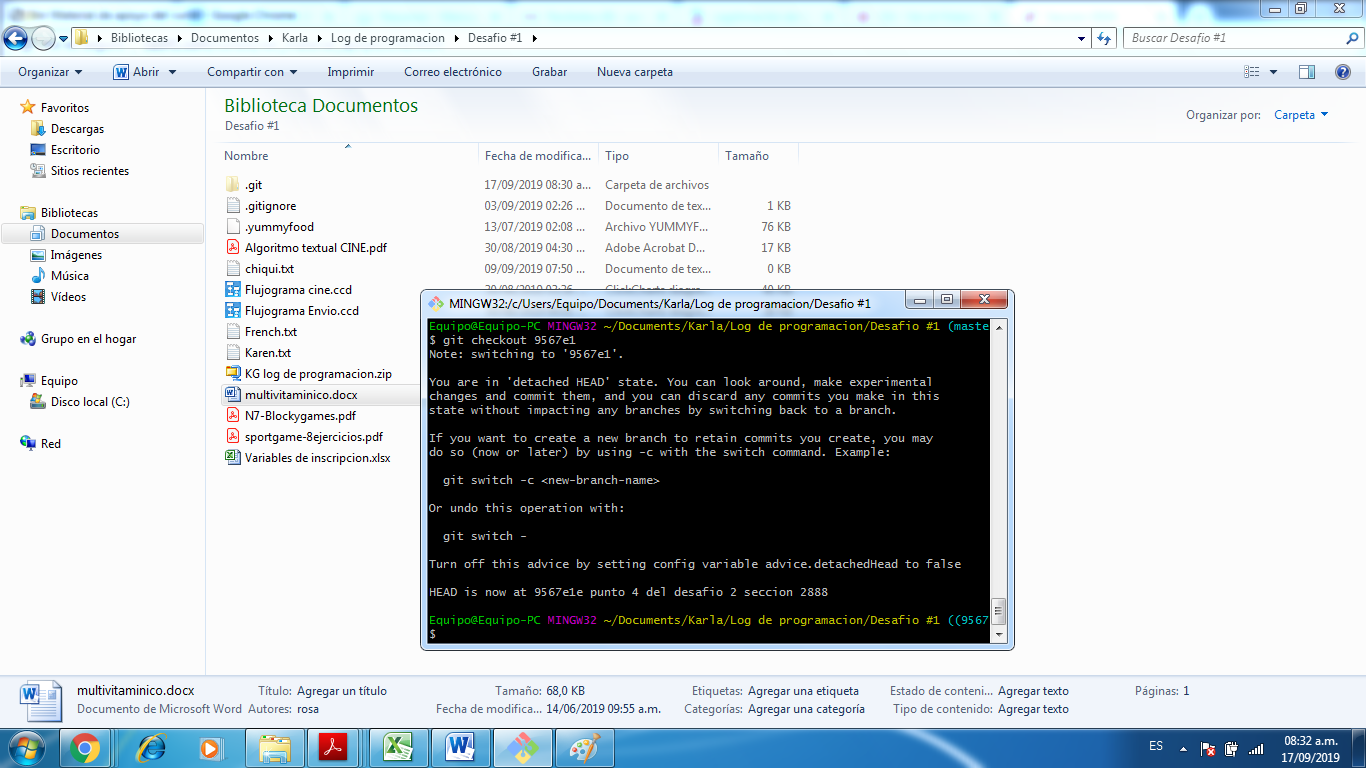 Bibliotecas Documentos Karla Log de programacion Desafio #1
Buscar Desafio #1
Organizar Abrir Compartir con Imprimir Correo electrónico Grabar Nueva carpeta
Favoritos
Descargas
Escritorio
Sitios recientes
Bibliotecas
Documentos
Imágenes
Música
Vídeos
Grupo en el hogar
Equipo
Disco local (C:)
Red
Biblioteca Documentos
Desafio #1
Organizar por: Carpeta
Nombre Fecha de modifica... Tipo Tamaño
.git 17/09/2019 08:30 a... Carpeta de archivos
.gitignore 03/09/2019 02:26 ... Documento de tex... 1 KB
.yummyfood 13/07/2019 02:08 ... Archivo YUMMYF... 76 KB
Algoritmo textual CINE.pdf 30/08/2019 04:30 ... Adobe Acrobat D... 17 KB
chiqui.txt 09/09/2019 07:50 ... Documento de tex... 0 KB
Flujograma cine.ccd
Flujograma Envio.ccd
French.txt
Karen.txt
KG log de programacion.zip
multivitaminico.docx
N7-Blockygames.pdf
sportgame-8ejercicios.pdf
Variables de inscripcion.xlsx
MINGW32:/c/Users/Equipo/Documents/Karla/Log de programacion/Desafio #1
Equipo@Equipo-PC MINGW32 ~/Documents/Karla/Log de programacion/Desafio #1 (maste
$ git checkout 9567e1
Note: switching to '9567e1'.
You are in 'detached HEAD' state. You can look around, make experimental
changes and commit them, and you can discard any commits you make in this
state without impacting any branches by switching back to a branch.
If you want to create a new branch to retain commits you create, you may
do so (now or later) by using -c with the switch command. Example:
git switch -c <new-branch-name>
Or undo this operation with:
git switch -
Turn off this advice by setting config variable advice.detachedHead to false
HEAD is now at 9567e1e punto 4 del desafio 2 seccion 2888
Equipo@Equipo-PC MINGW32 ~/Documents/Karla/Log de programacion/Desafio #1 ((9567
$
multivitaminico.docx Título: Agregar un título Tamaño: 68,0 KB Etiquetas: Agregar una etiqueta Estado de conteni... Agregar texto Páginas: 1
Documento de Microsoft Word Autores: rosa Fecha de modifica... 14/06/2019 09:55 a.m. Categorías: Agregar una categoría Tipo de contenido: Agregar texto
ES
08:32 a.m.
17/09/2019